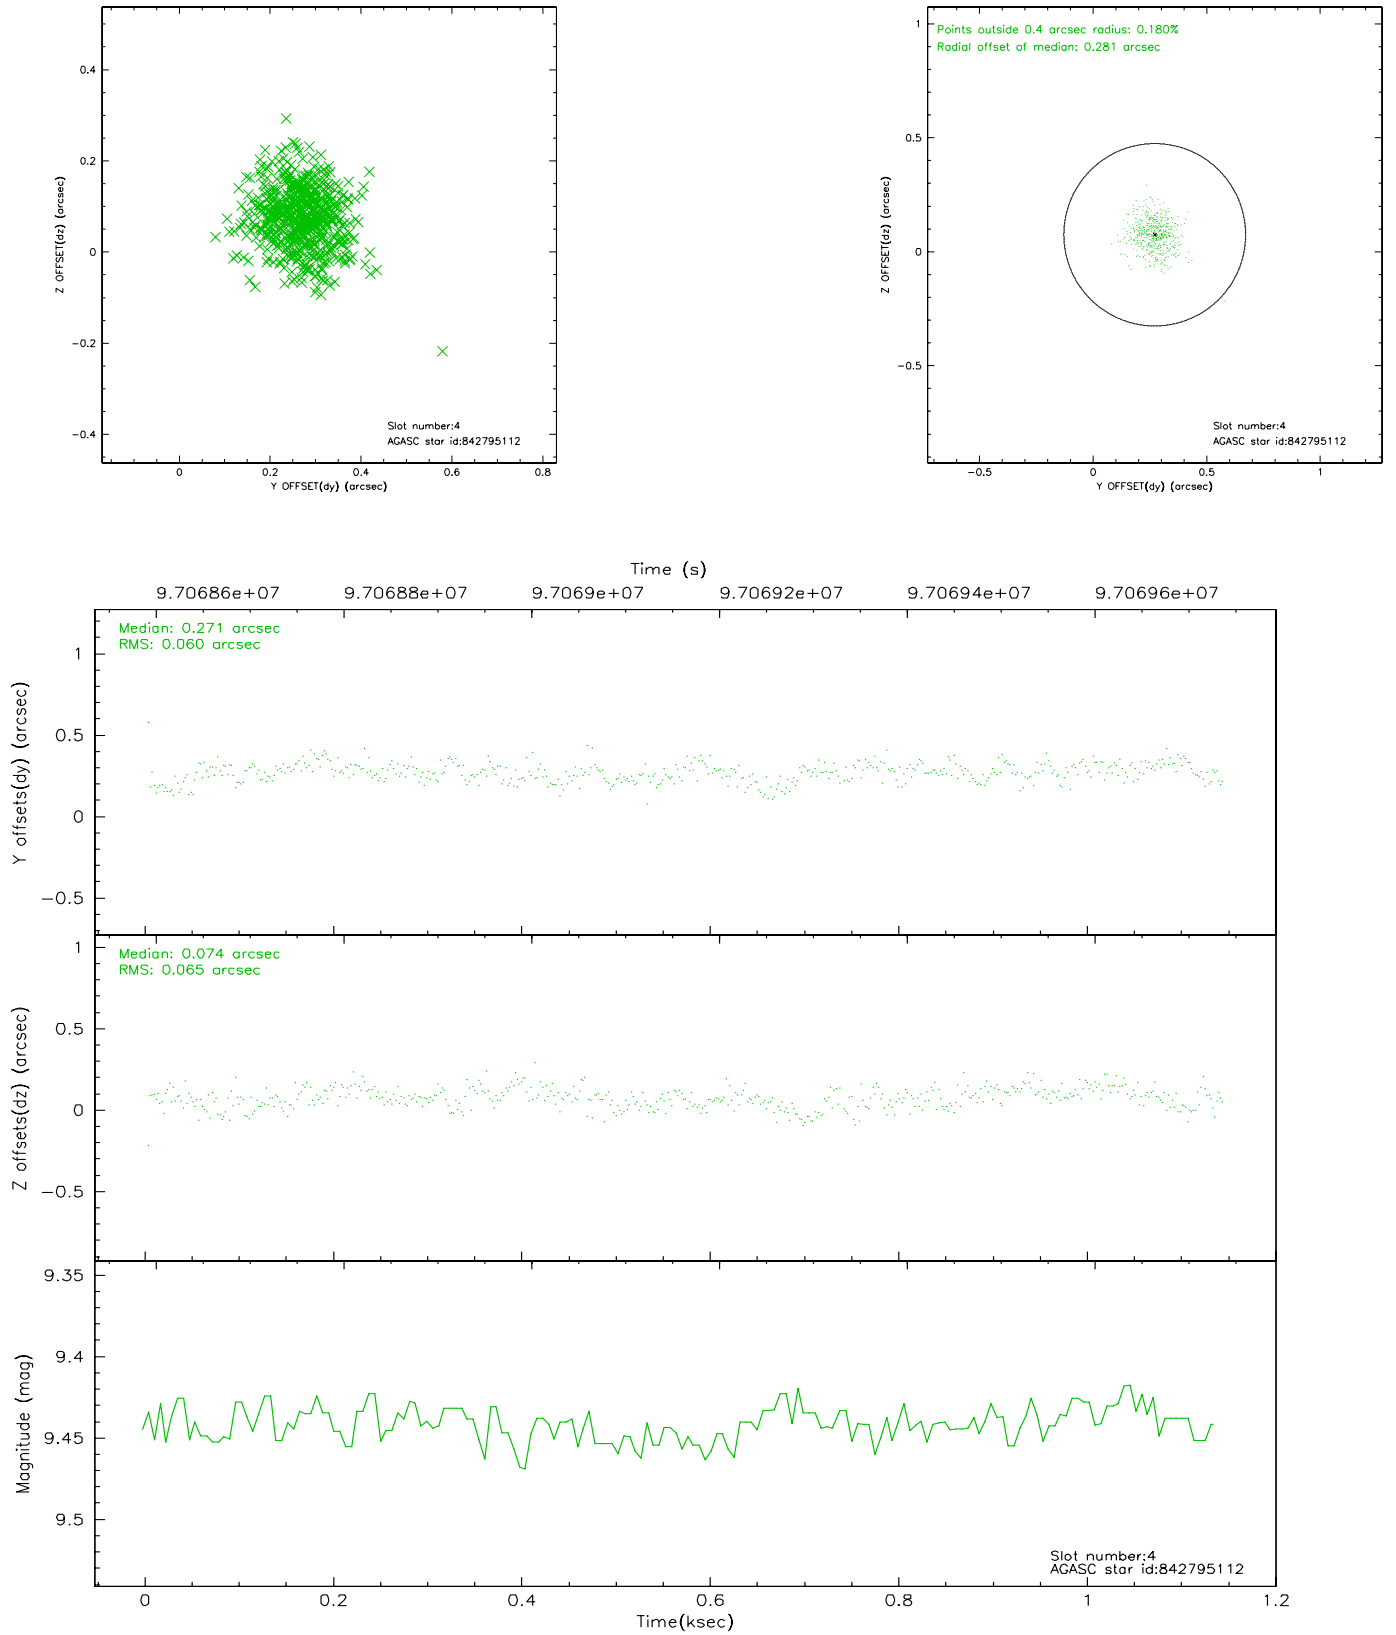 0.4
0.2
0
−0.2
−0.4
Z OFFSET(dz) (arcsec)
Slot number:4
AGASC star id:842795112
0 0.2 0.4 0.6 0.8
Y OFFSET(dy) (arcsec)
Points outside 0.4 arcsec radius: 0.180%
Radial offset of median: 0.281 arcsec
1
0.5
0
−0.5
Z OFFSET(dz) (arcsec)
Slot number:4
AGASC star id:842795112
−0.5 0 0.5 1
Y OFFSET(dy) (arcsec)
Time (s)
9.70686e+07 9.70688e+07 9.7069e+07 9.70692e+07 9.70694e+07 9.70696e+07
Median: 0.271 arcsec
RMS: 0.060 arcsec
1
0.5
0
−0.5
Y offsets(dy) (arcsec)
Median: 0.074 arcsec
RMS: 0.065 arcsec
1
0.5
0
−0.5
Z offsets(dz) (arcsec)
9.35
9.4
9.45
9.5
Magnitude (mag)
Slot number:4
AGASC star id:842795112
0 0.2 0.4 0.6 0.8 1 1.2
Time(ksec)